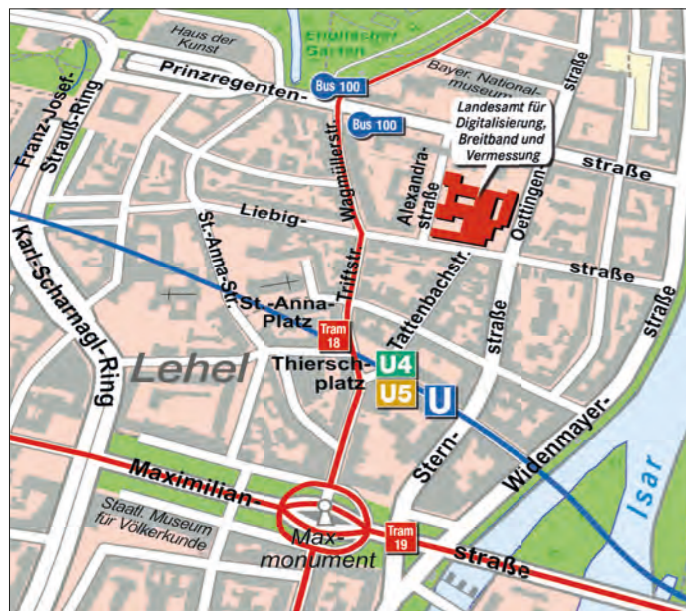 Haus der
Kunst
Englischer
Garten
Prinzregenten-
Bus 100
Bayer. National-
museum
straße
Franz-Josef-
Strauß-Ring
Bus 100
Landesamt für
Digitalisierung,
Breitband und
Vermessung
Wagmüllerstr.
Alexandra-
straße
straße
Oettingen-
Liebig-
St.-Anna-Str.
Triftstr.
straße
Karl-Scharnagl-Ring
St.-Anna-
Platz
Tattenbachstr.
straße
straße
Tram
18
Lehel
Thiersch-
platz
U4
U5
U
Stern-
Widenmayer-
Isar
Maximilian-
Staatl. Museum
für Völkerkunde
Max-
monument
Tram
19
straße